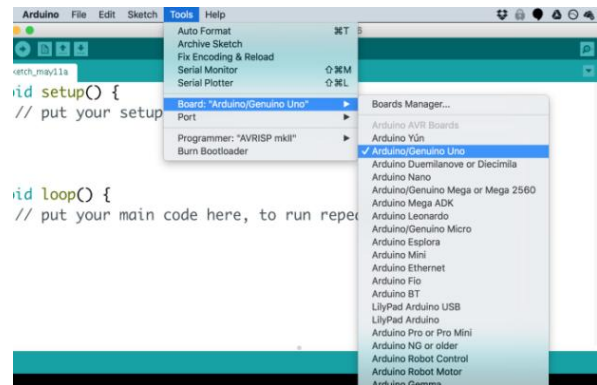 Arduino File Edit Sketch Tools Help
Auto Format ⌘T
Archive Sketch
Fix Encoding & Reload
Serial Monitor ⇧⌘M
Serial Plotter ⇧⌘L
Board: "Arduino/Genuino Uno"
Port
Programmer: "AVRISP mkII"
Burn Bootloader
sketch_may11a
id setup() {
// put your setup
id loop() {
// put your main code here, to run repe
Boards Manager...
Arduino AVR Boards
Arduino Yún
✓ Arduino/Genuino Uno
Arduino Duemilanove or Diecimila
Arduino Nano
Arduino/Genuino Mega or Mega 2560
Arduino Mega ADK
Arduino Leonardo
Arduino/Genuino Micro
Arduino Esplora
Arduino Mini
Arduino Ethernet
Arduino Fio
Arduino BT
LilyPad Arduino USB
LilyPad Arduino
Arduino Pro or Pro Mini
Arduino NG or older
Arduino Robot Control
Arduino Robot Motor
Arduino Gemma